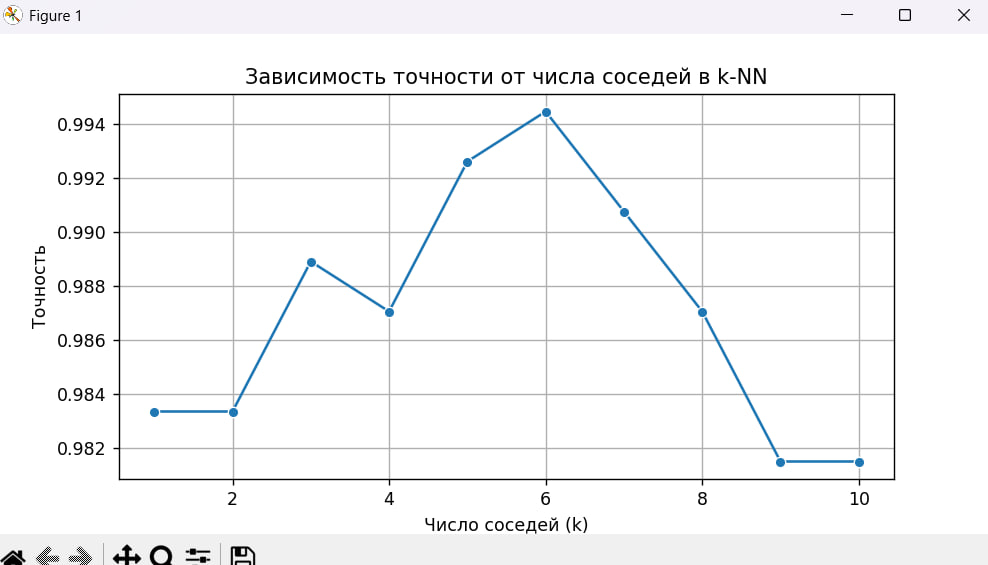 Figure 1
Зависимость точности от числа соседей в k-NN
0.994
0.992
0.990
0.988
0.986
0.984
0.982
Точность
2 4 6 8 10
Число соседей (k)